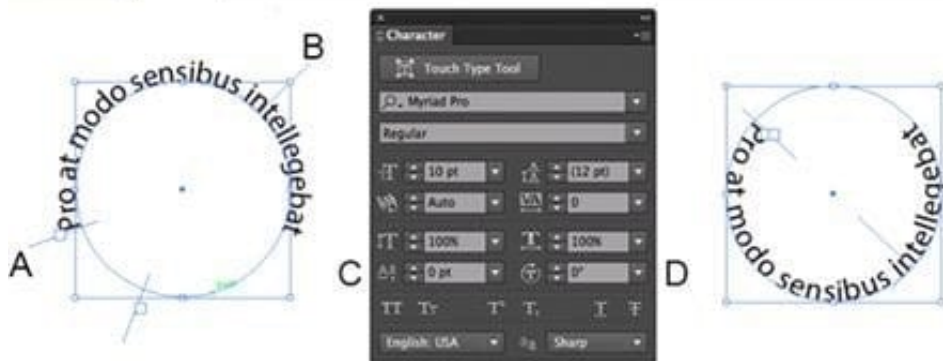 Pro at modo sensibus intellegebat
A
B
C
Character
Touch Type Tool
Myriad Pro
Regular
10 pt
(12 pt)
Auto
0
100%
100%
0 pt
0°
English: USA
Sharp
D
Pro at modo sensibus intellegebat